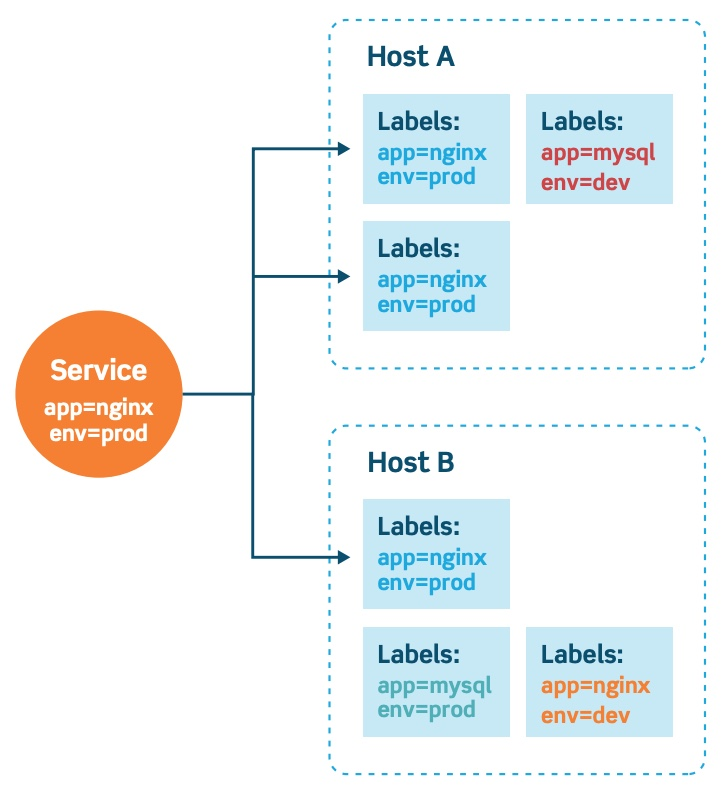 Host A
Labels:
app=nginx
env=prod
Labels:
app=mysql
env=dev
Labels:
app=nginx
env=prod
Service
app=nginx
env=prod
Host B
Labels:
app=nginx
env=prod
Labels:
app=mysql
env=prod
Labels:
app=nginx
env=dev